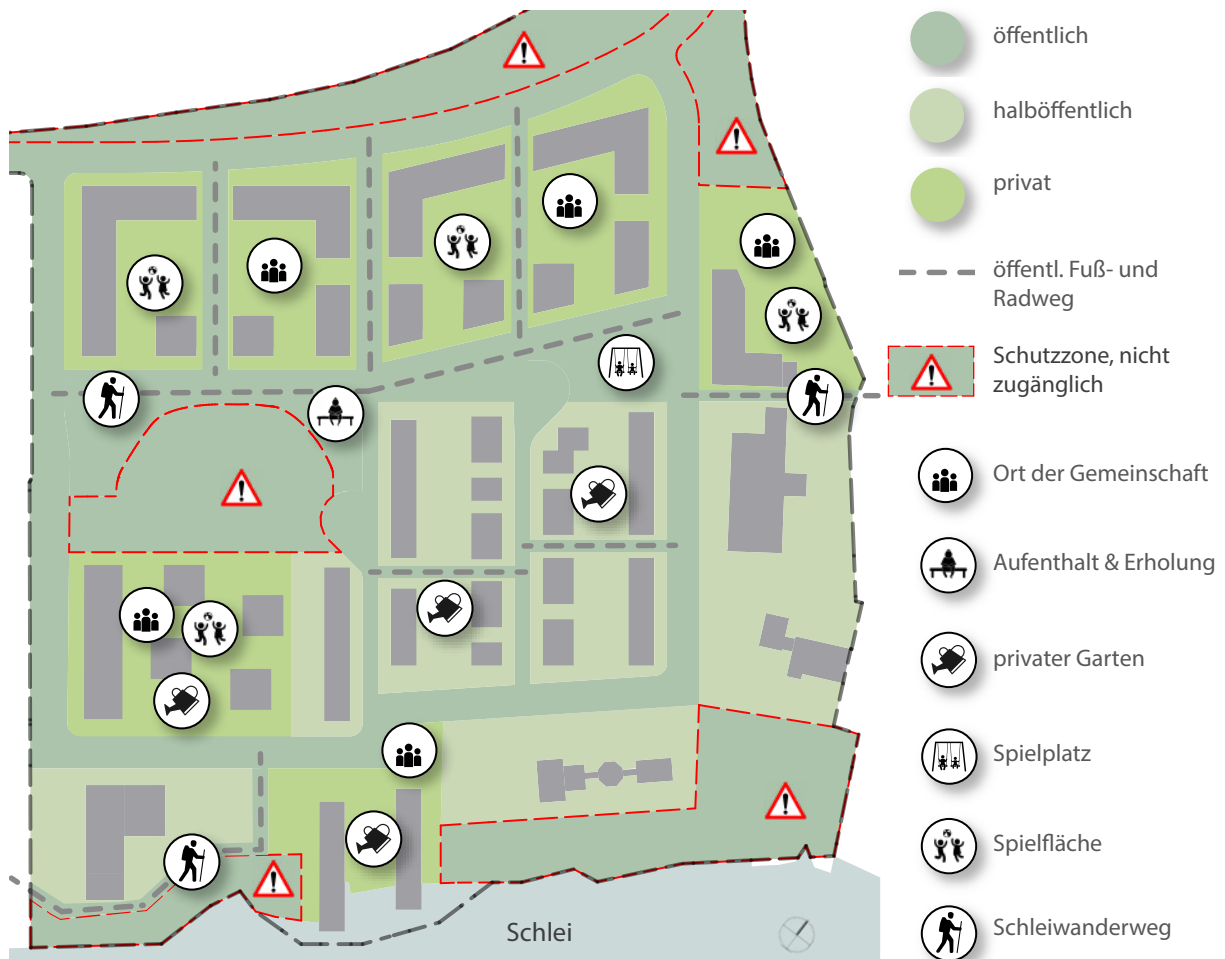 öffentlich
halböffentlich
privat
öffentl. Fuß- und
Radweg
Schutzzone, nicht
zugänglich
Ort der Gemeinschaft
Aufenthalt & Erholung
privater Garten
Spielplatz
Spielfläche
Schleiwanderweg
Schlei